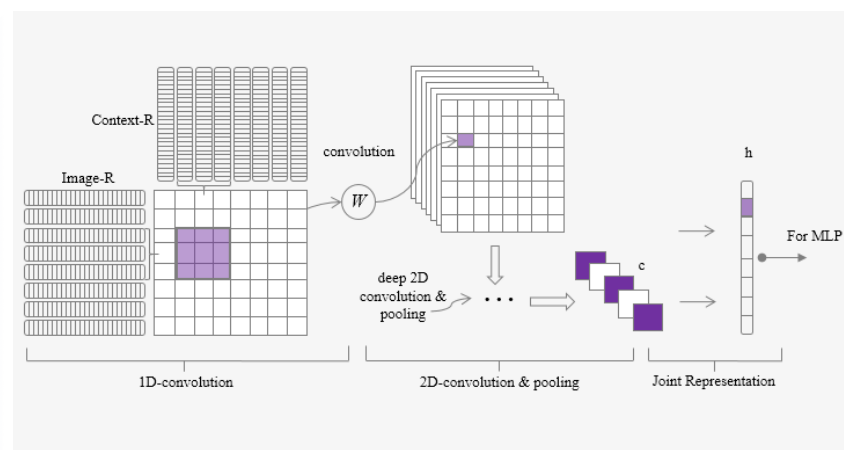 Context-R
Image-R
convolution
W
h
For MLP
c
deep 2D
convolution &
pooling
1D-convolution
2D-convolution & pooling
Joint Representation